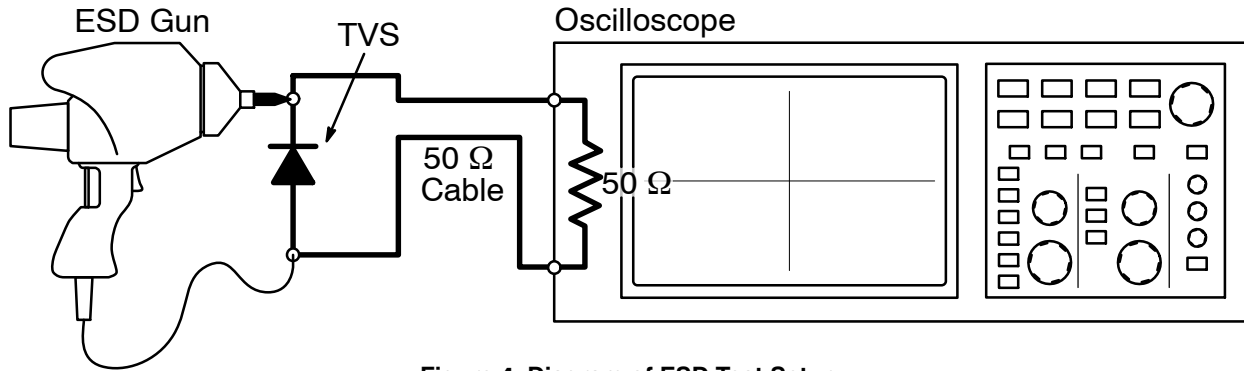 ESD Gun
TVS
Oscilloscope
50 Ω
Cable
50 Ω